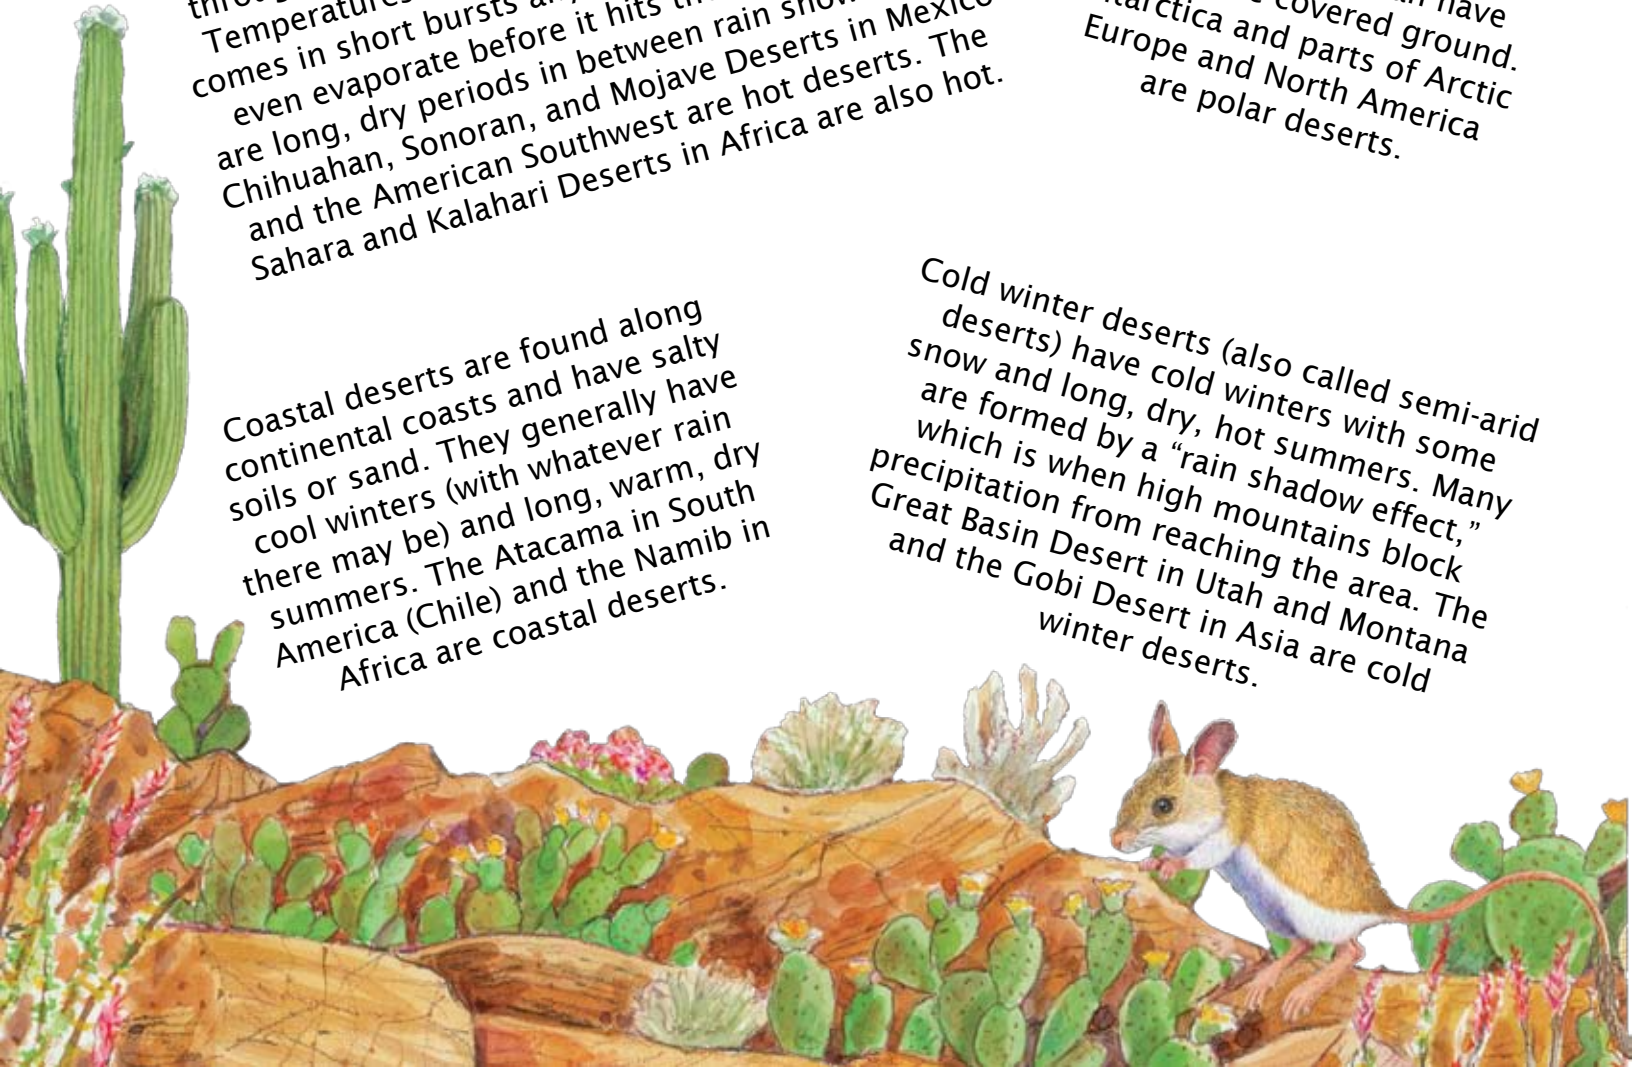 Temperatures
comes in short bursts
even evaporate before it hits
are long, dry periods in between rain
Chihuahan, Sonoran, and Mojave Deserts in Mexico
and the American Southwest are hot deserts. The
Sahara and Kalahari Deserts in Africa are also hot.
have
covered ground.
and parts of Arctic
Europe and North America
are polar deserts.
Coastal deserts are found along
continental coasts and have salty
soils or sand. They generally have
cool winters (with whatever rain
there may be) and long, warm, dry
summers. The Atacama in South
America (Chile) and the Namib in
Africa are coastal deserts.
Cold winter deserts (also called semi-arid
deserts) have cold winters with some
snow and long, dry, hot summers. Many
are formed by a “rain shadow effect,”
which is when high mountains block
precipitation from reaching the area. The
Great Basin Desert in Utah and Montana
and the Gobi Desert in Asia are cold
winter deserts.